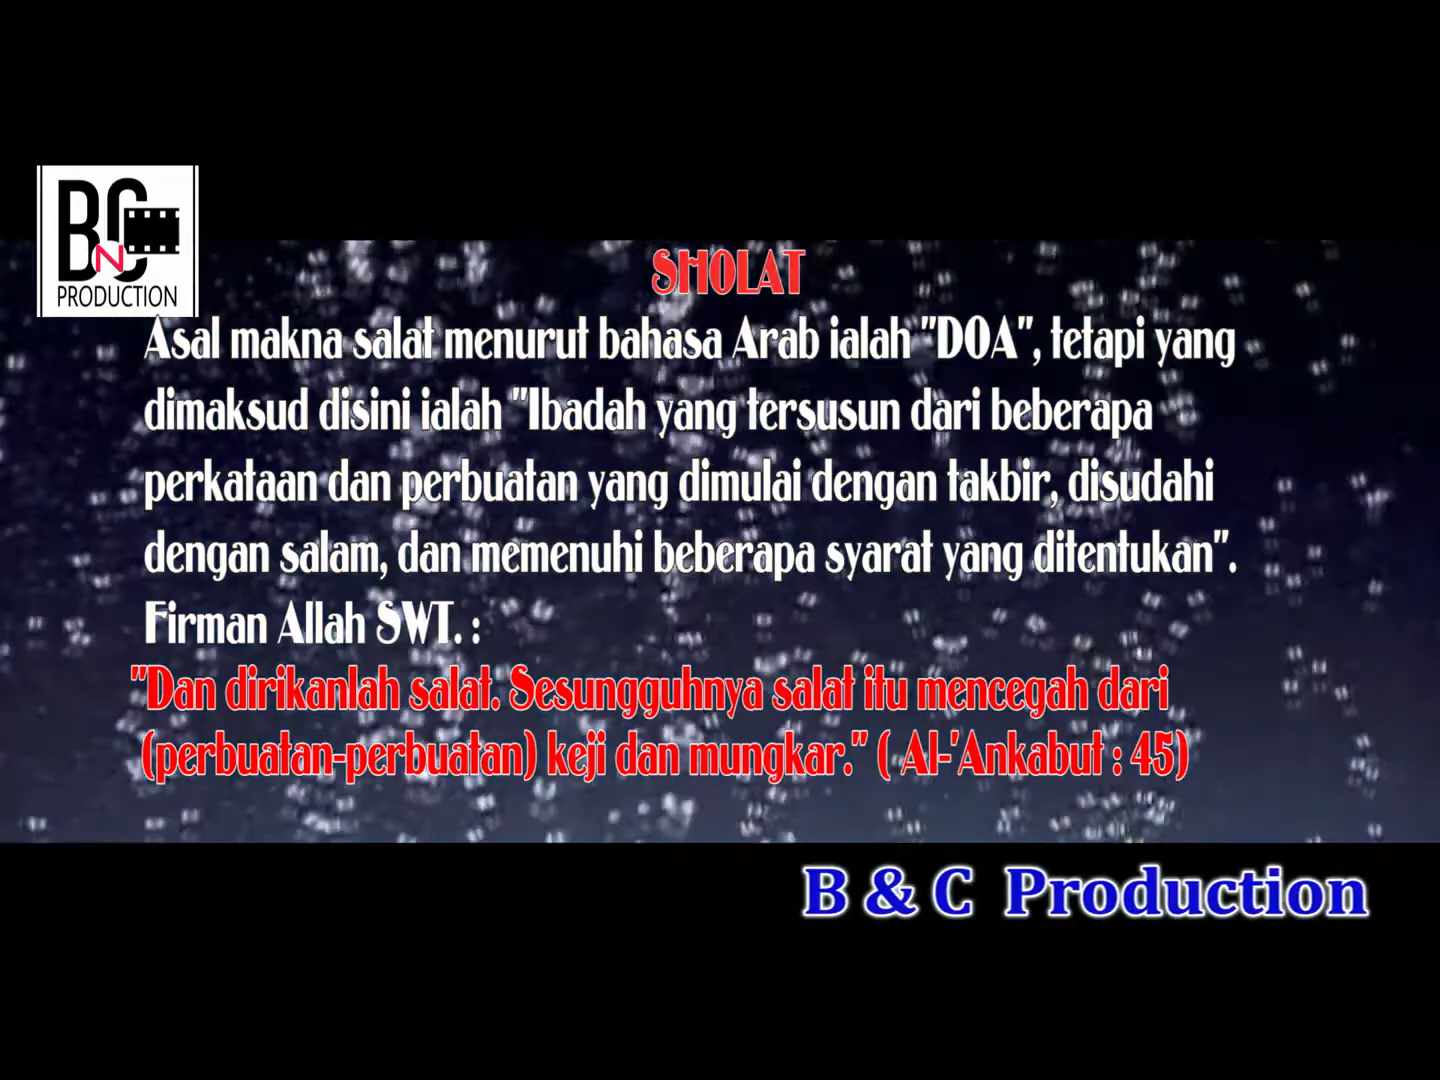 BNC
PRODUCTION
SHOLAT
Asal makna salat menurut bahasa Arab ialah "DOA", tetapi yang
dimaksud disini ialah "Ibadah yang tersusun dari beberapa
perkataan dan perbuatan yang dimulai dengan takbir, disudahi
dengan salam, dan memenuhi beberapa syarat yang ditentukan".
Firman Allah SWT. :
"Dan dirikanlah salat. Sesungguhnya salat itu mencegah dari
(perbuatan-perbuatan) keji dan mungkar." ( Al-'Ankabut : 45)
B & C Production